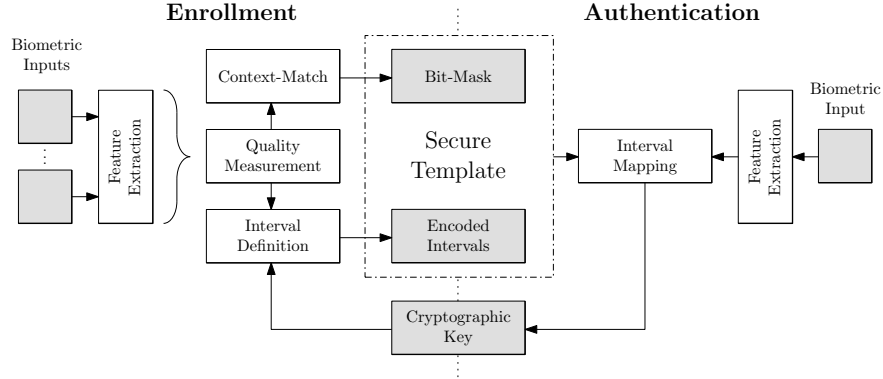 Enrollment
Authentication
Biometric
Inputs
Feature
Extraction
Context-Match
Quality
Measurement
Interval
Definition
Bit-Mask
Secure
Template
Encoded
Intervals
Cryptographic
Key
Interval
Mapping
Feature
Extraction
Biometric
Input